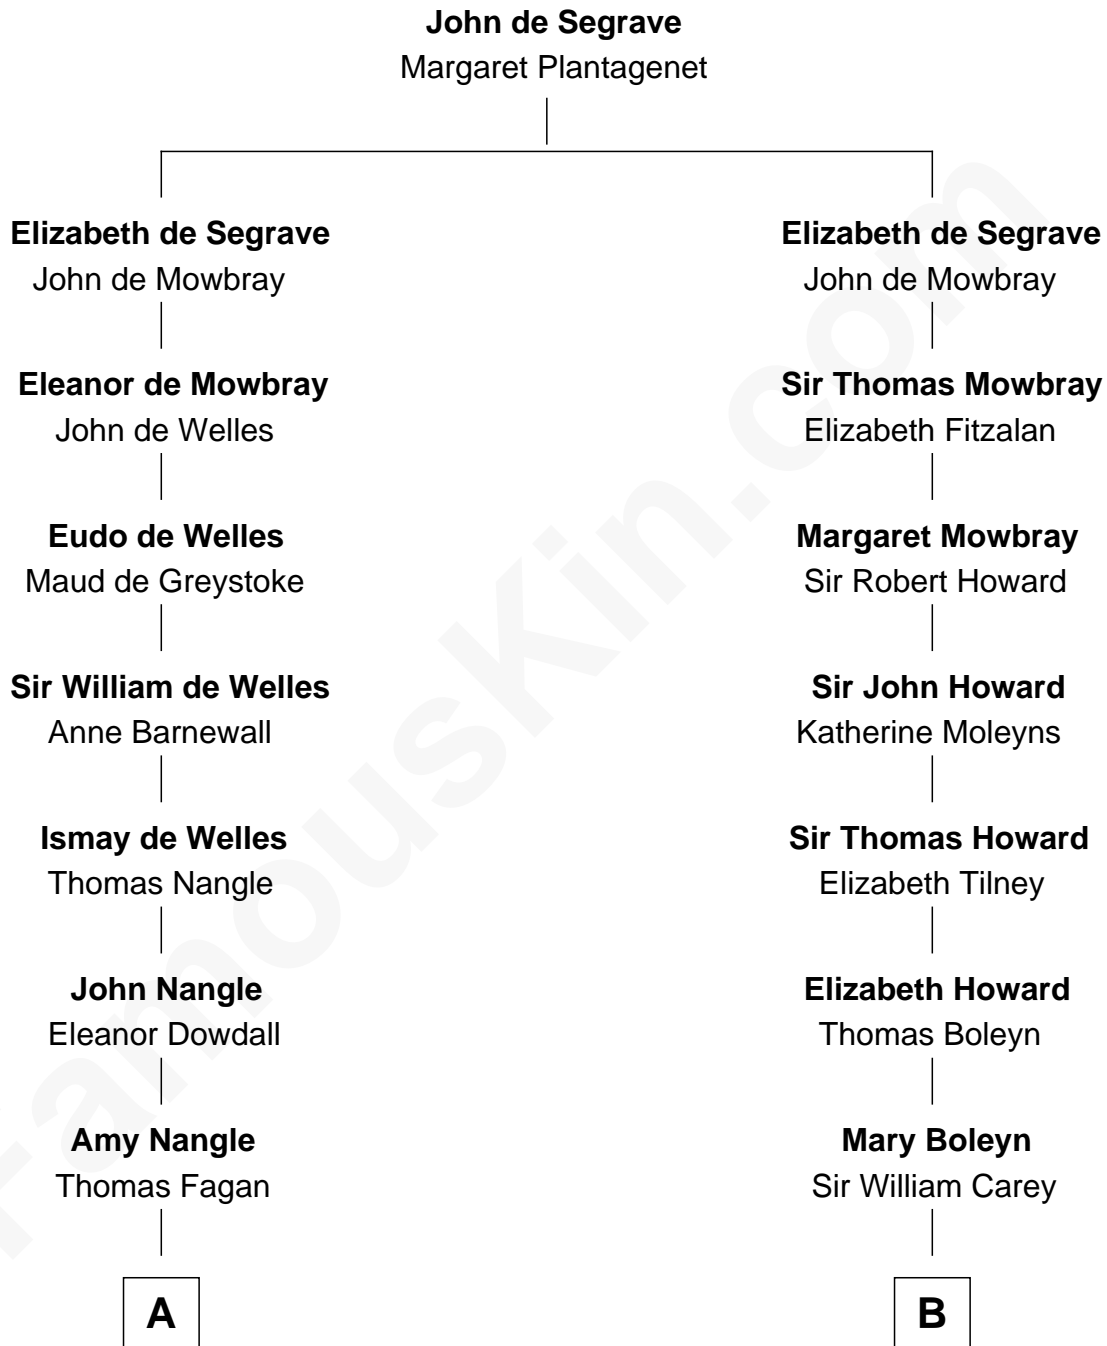 John de Segrave
Margaret Plantagenet
Elizabeth de Segrave
John de Mowbray
Eleanor de Mowbray
John de Welles
Eudo de Welles
Maud de Greystoke
Sir William de Welles
Anne Barnewall
Ismay de Welles
Thomas Nangle
John Nangle
Eleanor Dowdall
Amy Nangle
Thomas Fagan
A
Elizabeth de Segrave
John de Mowbray
Sir Thomas Mowbray
Elizabeth Fitzalan
Margaret Mowbray
Sir Robert Howard
Sir John Howard
Katherine Moleyns
Sir Thomas Howard
Elizabeth Tilney
Elizabeth Howard
Thomas Boleyn
Mary Boleyn
Sir William Carey
B
FamousKin.com